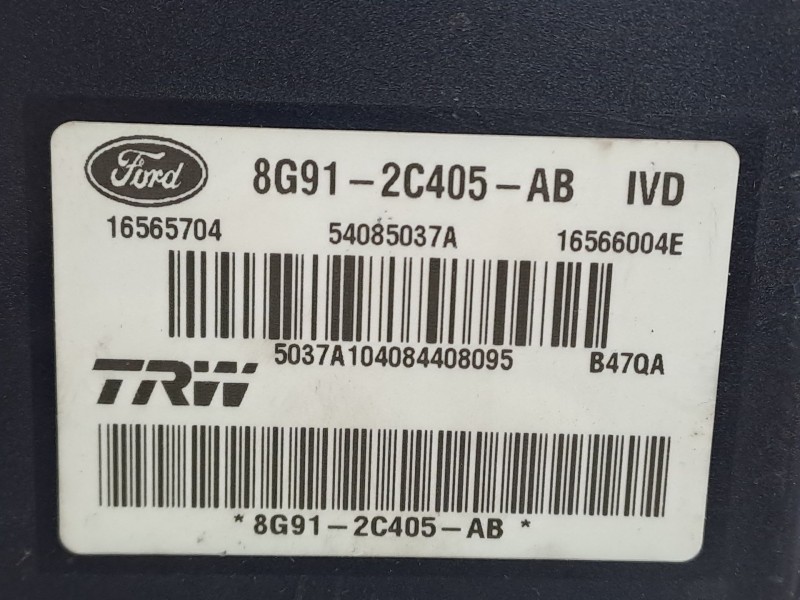 Ford 8G91-2C405-AB IVD
16565704 54085037A 16566004E
5037A104084408095 B47QA
TRW
*8G91-2C405-AB*